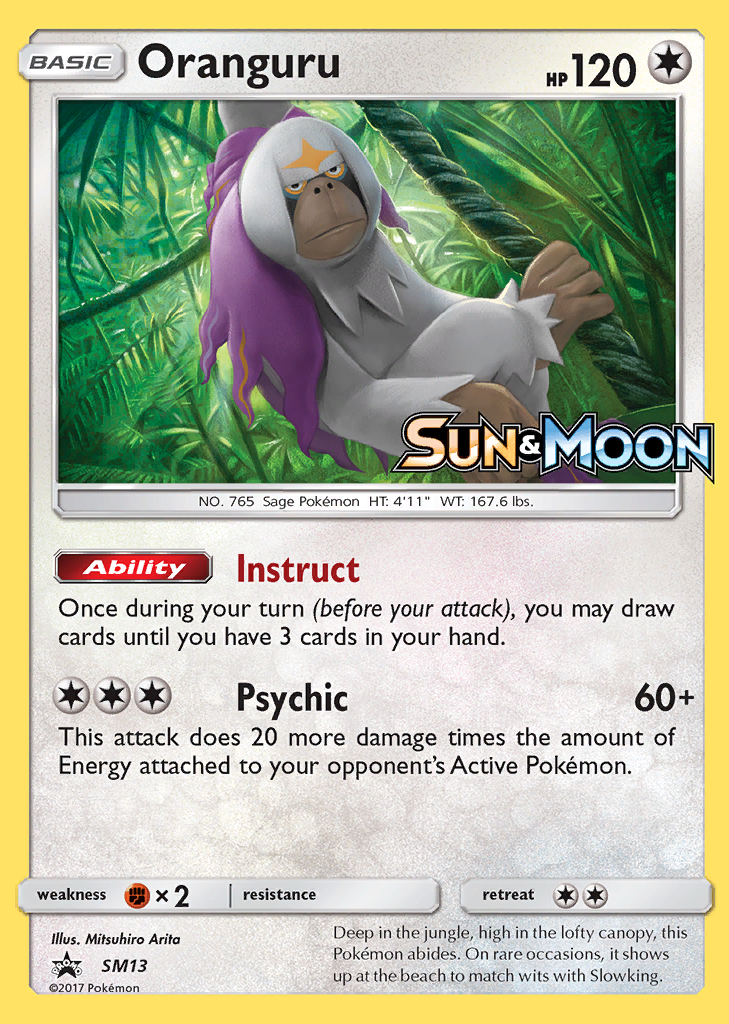 BASIC
Oranguru
HP 120
SUN & MOON
NO. 765 Sage Pokémon HT: 4'11" WT: 167.6 lbs.
Ability Instruct
Once during your turn (before your attack), you may draw
cards until you have 3 cards in your hand.
Psychic 60+
This attack does 20 more damage times the amount of
Energy attached to your opponent's Active Pokémon.
weakness × 2 resistance retreat
Illus. Mitsuhiro Arita
SM13
©2017 Pokémon
Deep in the jungle, high in the lofty canopy, this
Pokémon abides. On rare occasions, it shows
up at the beach to match wits with Slowking.